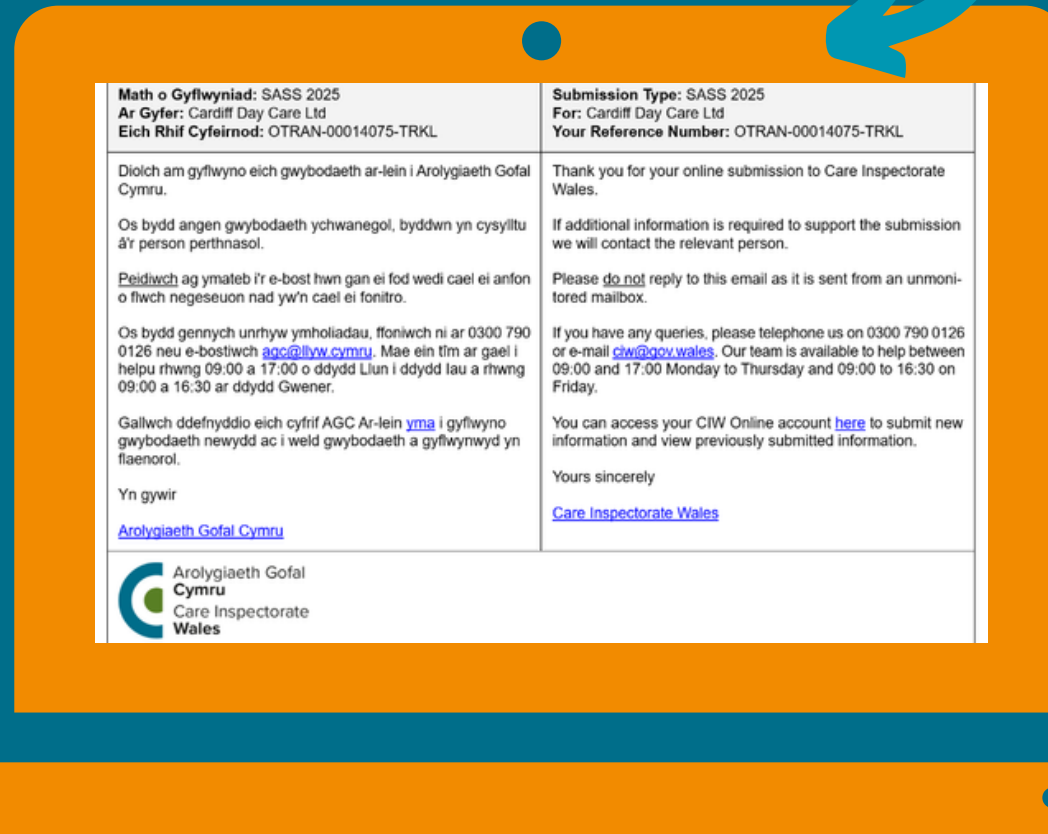 Math o Gyflwyniad: SASS 2025
Ar Gyfer: Cardiff Day Care Ltd
Eich Rhif Cyfeirnod: OTRAN-00014075-TRKL
Diolch am gyflwyno eich gwybodaeth ar-lein i Arolygiaeth Gofal
Cymru.
Os bydd angen gwybodaeth ychwanegol, byddwn yn cysylltu
â'r person perthnasol.
Peidiwch ag ymateb i'r e-bost hwn gan ei fod wedi cael ei anfon
o flwch negeseuon nad yw'n cael ei fonitro.
Os bydd gennych unrhyw ymholiadau, ffoniwch ni ar 0300 790
0126 neu e-bostiwch agc@llyw.cymru. Mae ein tîm ar gael i
helpu rhwng 09:00 a 17:00 o ddydd Llun i ddydd Iau a rhwng
09:00 a 16:30 ar ddydd Gwener.
Gallwch ddefnyddio eich cyfrif AGC Ar-lein yma i gyflwyno
gwybodaeth newydd ac i weld gwybodaeth a gyflwynwyd yn
flaenorol.
Yn gywir
Arolygiaeth Gofal Cymru
Submission Type: SASS 2025
For: Cardiff Day Care Ltd
Your Reference Number: OTRAN-00014075-TRKL
Thank you for your online submission to Care Inspectorate
Wales.
If additional information is required to support the submission
we will contact the relevant person.
Please do not reply to this email as it is sent from an unmoni-
tored mailbox.
If you have any queries, please telephone us on 0300 790 0126
or e-mail ciw@gov.wales. Our team is available to help between
09:00 and 17:00 Monday to Thursday and 09:00 to 16:30 on
Friday.
You can access your CIW Online account here to submit new
information and view previously submitted information.
Yours sincerely
Care Inspectorate Wales
Arolygiaeth Gofal
Cymru
Care Inspectorate
Wales